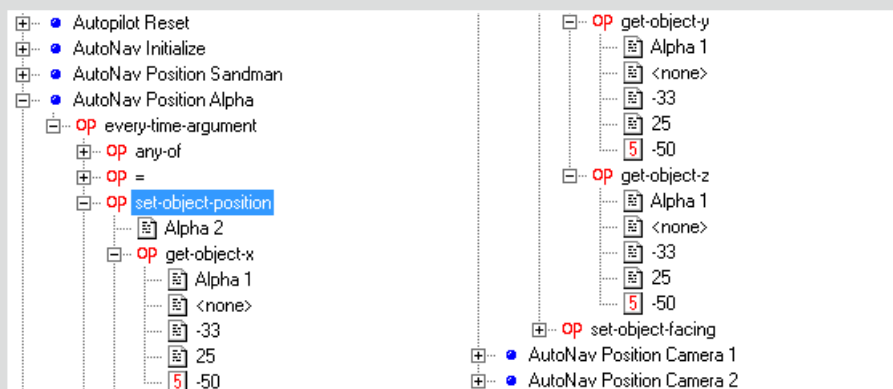 Autopilot Reset
AutoNav Initialize
AutoNav Position Sandman
AutoNav Position Alpha
OP every-time-argument
OP any-of
OP =
OP set-object-position
Alpha 2
OP get-object-x
Alpha 1
<none>
-33
25
5 -50
OP get-object-y
Alpha 1
<none>
-33
25
5 -50
OP get-object-z
Alpha 1
<none>
-33
25
5 -50
OP set-object-facing
AutoNav Position Camera 1
AutoNav Position Camera 2